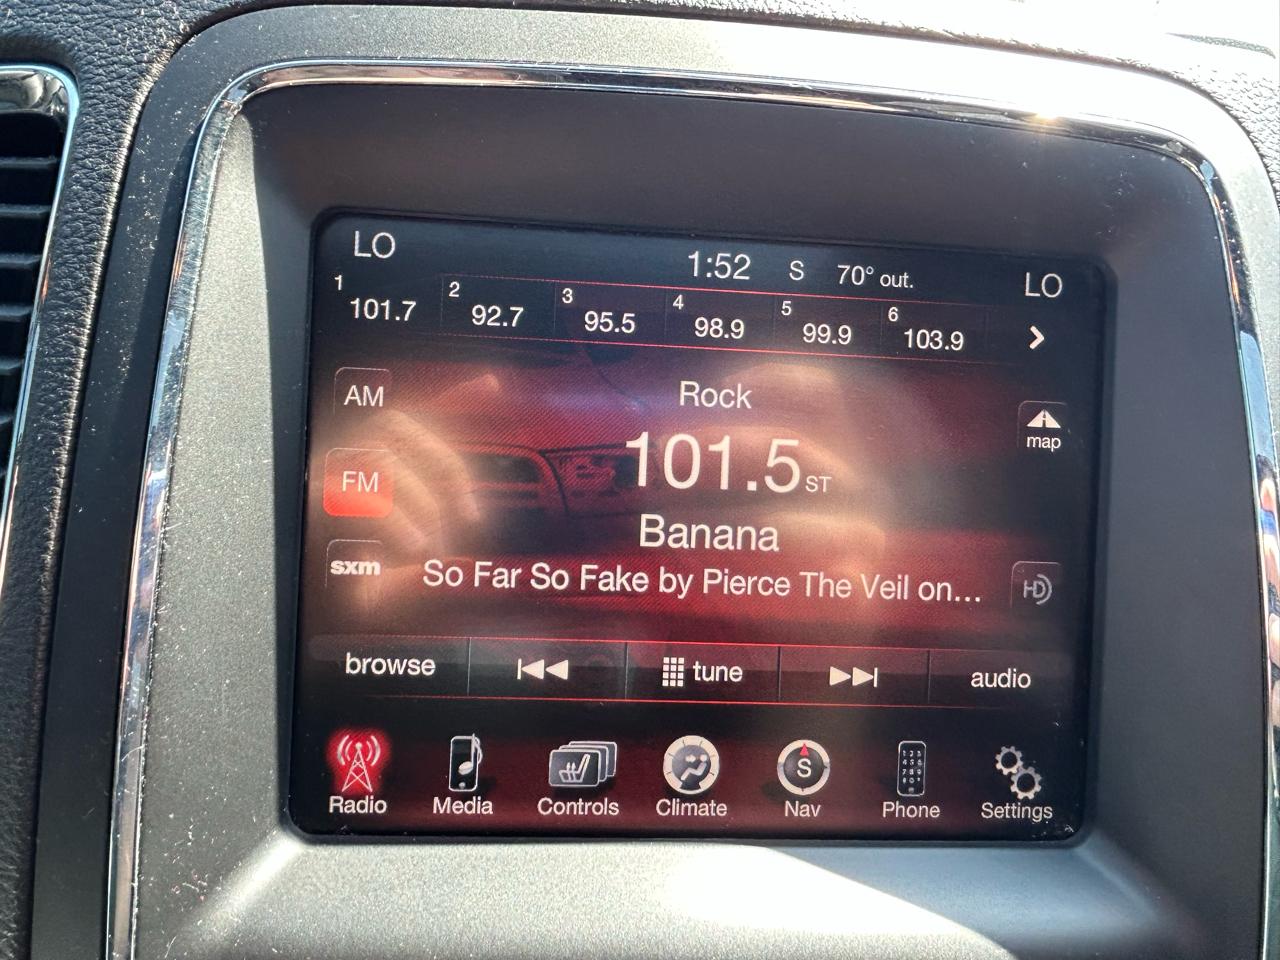 LO 1:52 S 70° out. LO
1 101.7 2 92.7 3 95.5 4 98.9 5 99.9 6 103.9
AM Rock
map
FM 101.5 ST
Banana
sxm So Far So Fake by Pierce The Veil on... HD
browse tune audio
S
Radio Media Controls Climate Nav Phone Settings